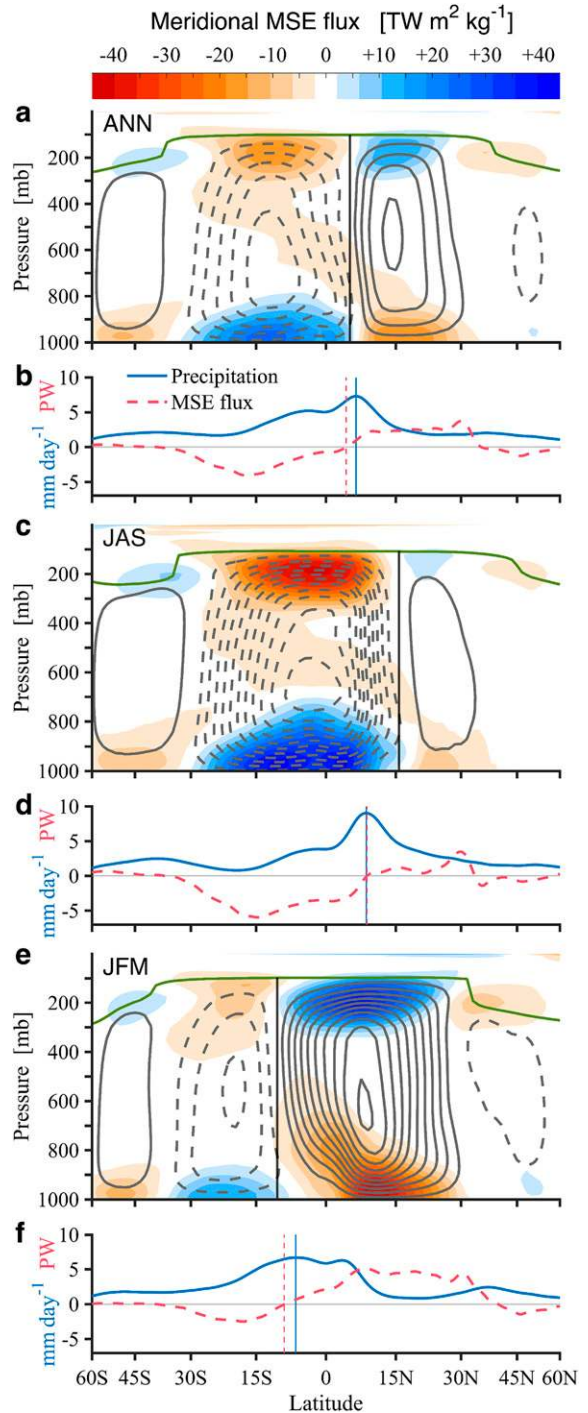 Meridional MSE flux [TW m² kg⁻¹]
-40 -30 -20 -10 0 +10 +20 +30 +40
a
ANN
Pressure [mb]
200
400
600
800
1000
b
mm day⁻¹ PW
10
5
0
-5
Precipitation
MSE flux
c
JAS
Pressure [mb]
200
400
600
800
1000
d
mm day⁻¹ PW
10
5
0
-5
e
JFM
Pressure [mb]
200
400
600
800
1000
f
mm day⁻¹ PW
10
5
0
-5
60S 45S 30S 15S 0 15N 30N 45N 60N
Latitude